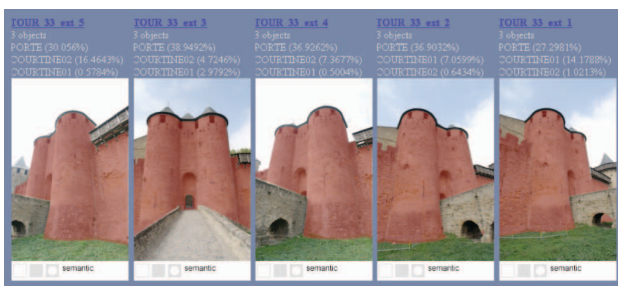 TOUR_33_ext_5
3 objects
PORTE (30.056%)
COURTINE02 (16.4643%)
COURTINE01 (0.5784%)
semantic
TOUR_33_ext_3
3 objects
PORTE (38.9492%)
COURTINE02 (4.7246%)
COURTINE01 (2.9792%)
semantic
TOUR_33_ext_4
3 objects
PORTE (36.9262%)
COURTINE02 (7.3677%)
COURTINE01 (0.5004%)
semantic
TOUR_33_ext_2
3 objects
PORTE (36.9032%)
COURTINE01 (7.0599%)
COURTINE02 (0.6434%)
semantic
TOUR_33_ext_1
3 objects
PORTE (27.2981%)
COURTINE01 (14.1788%)
COURTINE02 (1.0213%)
semantic